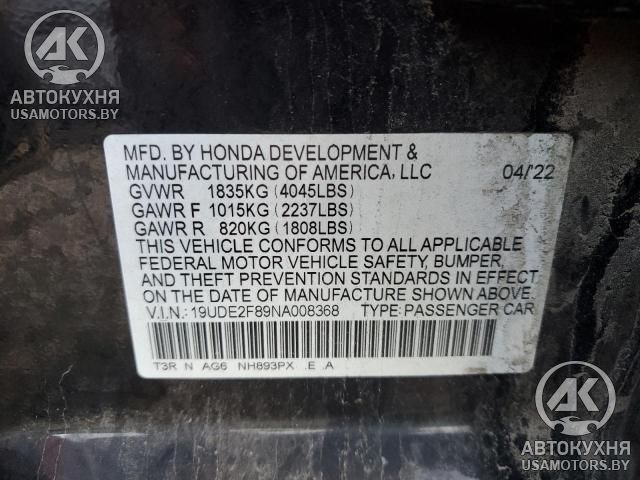 AK
АВТОКУХНЯ
USAMOTORS.BY
MFD. BY HONDA DEVELOPMENT &
MANUFACTURING OF AMERICA, LLC 04/'22
GVWR 1835KG (4045LBS)
GAWR F 1015KG (2237LBS)
GAWR R 820KG (1808LBS)
THIS VEHICLE CONFORMS TO ALL APPLICABLE
FEDERAL MOTOR VEHICLE SAFETY, BUMPER,
AND THEFT PREVENTION STANDARDS IN EFFECT
ON THE DATE OF MANUFACTURE SHOWN ABOVE.
V.I.N.: 19UDE2F89NA008368 TYPE: PASSENGER CAR
T3R N AG6 NH893PX .E .A
AK
АВТОКУХНЯ
USAMOTORS.BY